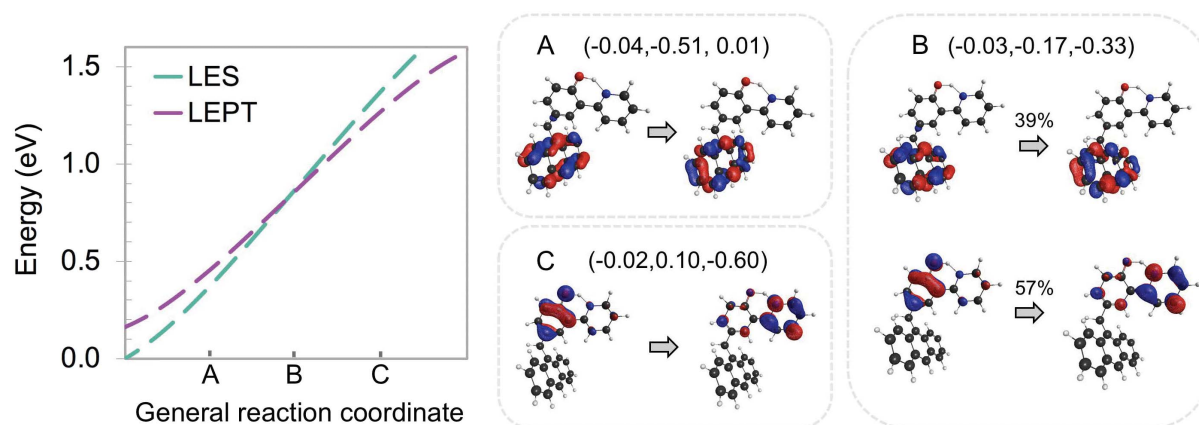 1.5
1.0
0.5
0.0
Energy (eV)
LES
LEPT
A B C
General reaction coordinate
A (-0.04,-0.51, 0.01)
C (-0.02,0.10,-0.60)
B (-0.03,-0.17,-0.33)
39%
57%